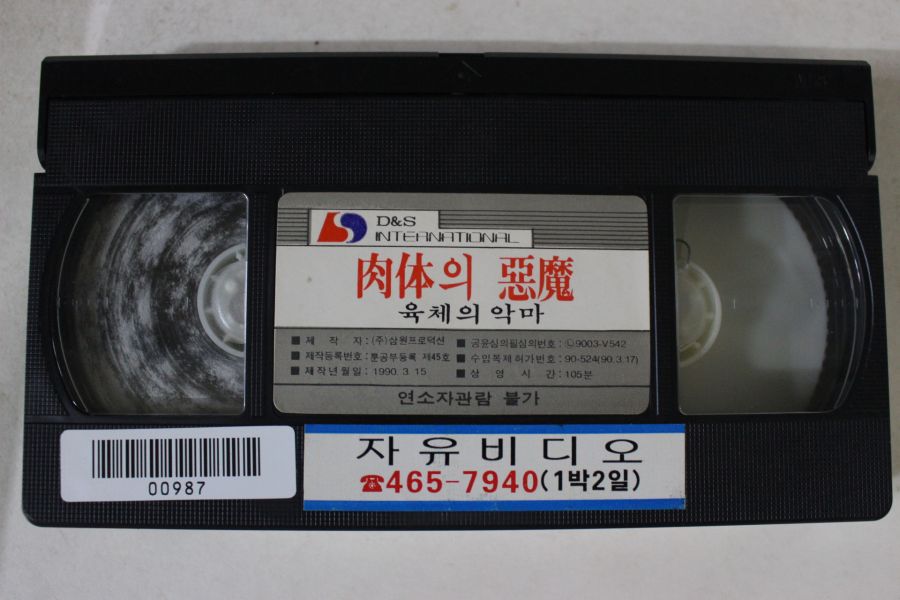 D&S
INTERNATIONAL
肉体의 惡魔
육체의 악마
■ 제 작 자 : (주)삼원프로덕션
■ 제작등록번호 : 문공부등록 제45호
■ 제작년월일 : 1990. 3. 15
■ 공윤심의필심의번호 : Ⓛ9003-V542
■ 수입복제허가번호 : 90-524(90.3.17)
■ 상 영 시 간 : 105분
연소자관람 불가
00987
자유비디오
☎465-7940(1박2일)